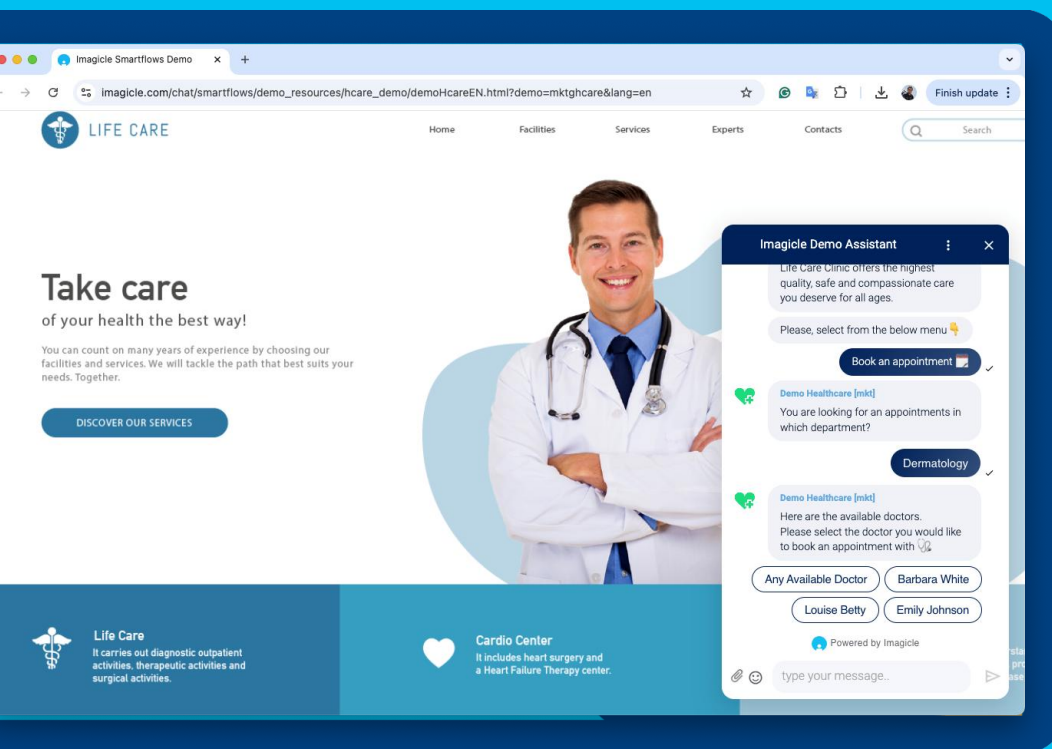 Imagicle Smartflows Demo
imagicle.com/chat/smartflows/demo_resources/hcare_demo/demoHcareEN.html?demo=mktghcare&lang=en
Finish update
LIFE CARE
Home
Facilities
Services
Experts
Contacts
Search
Take care
of your health the best way!
You can count on many years of experience by choosing our
facilities and services. We will tackle the path that best suits your
needs. Together.
DISCOVER OUR SERVICES
Life Care
It carries out diagnostic outpatient
activities, therapeutic activities and
surgical activities.
Cardio Center
It includes heart surgery and
a Heart Failure Therapy center.
Imagicle Demo Assistant
Life Care Clinic offers the highest
quality, safe and compassionate care
you deserve for all ages.
Please, select from the below menu👇
Book an appointment 🗓️
Demo Healthcare [mkt]
You are looking for an appointments in
which department?
Dermatology
Demo Healthcare [mkt]
Here are the available doctors.
Please select the doctor you would like
to book an appointment with 🩺
Any Available Doctor
Barbara White
Louise Betty
Emily Johnson
Powered by Imagicle
type your message..